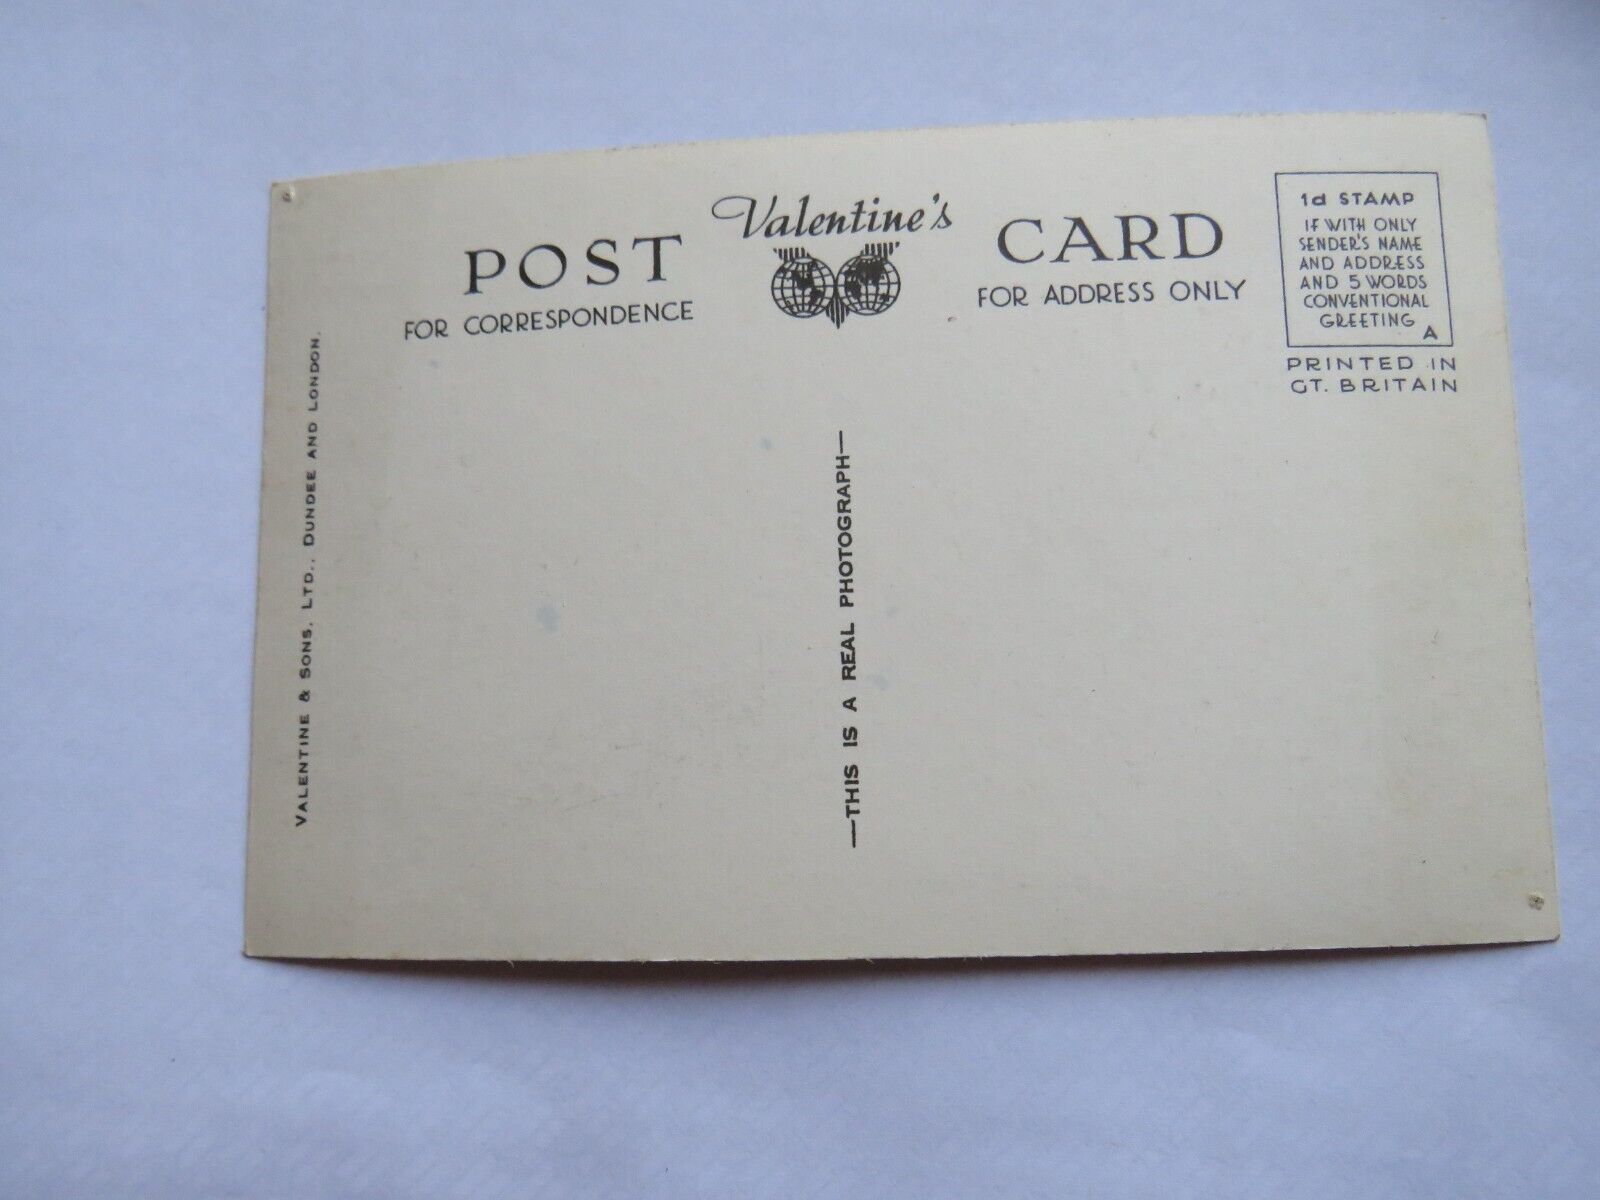 Valentine's
POST CARD
FOR CORRESPONDENCE
FOR ADDRESS ONLY
1d STAMP
IF WITH ONLY
SENDER'S NAME
AND ADDRESS
AND 5 WORDS
CONVENTIONAL
GREETING
A
PRINTED IN
GT. BRITAIN
VALENTINE & SONS, LTD., DUNDEE AND LONDON.
—THIS IS A REAL PHOTOGRAPH—